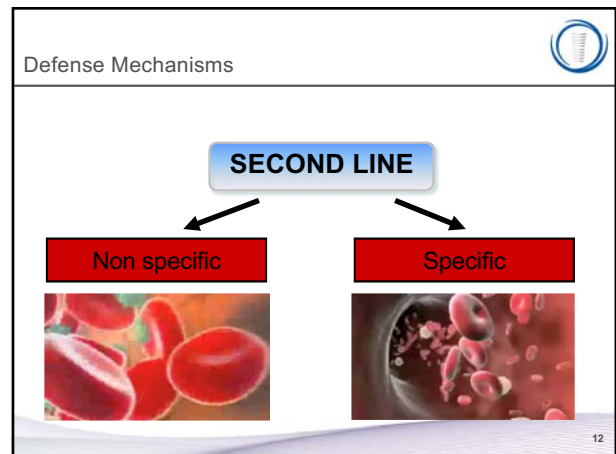 Defense Mechanisms
SECOND LINE
Non specific
Specific
12